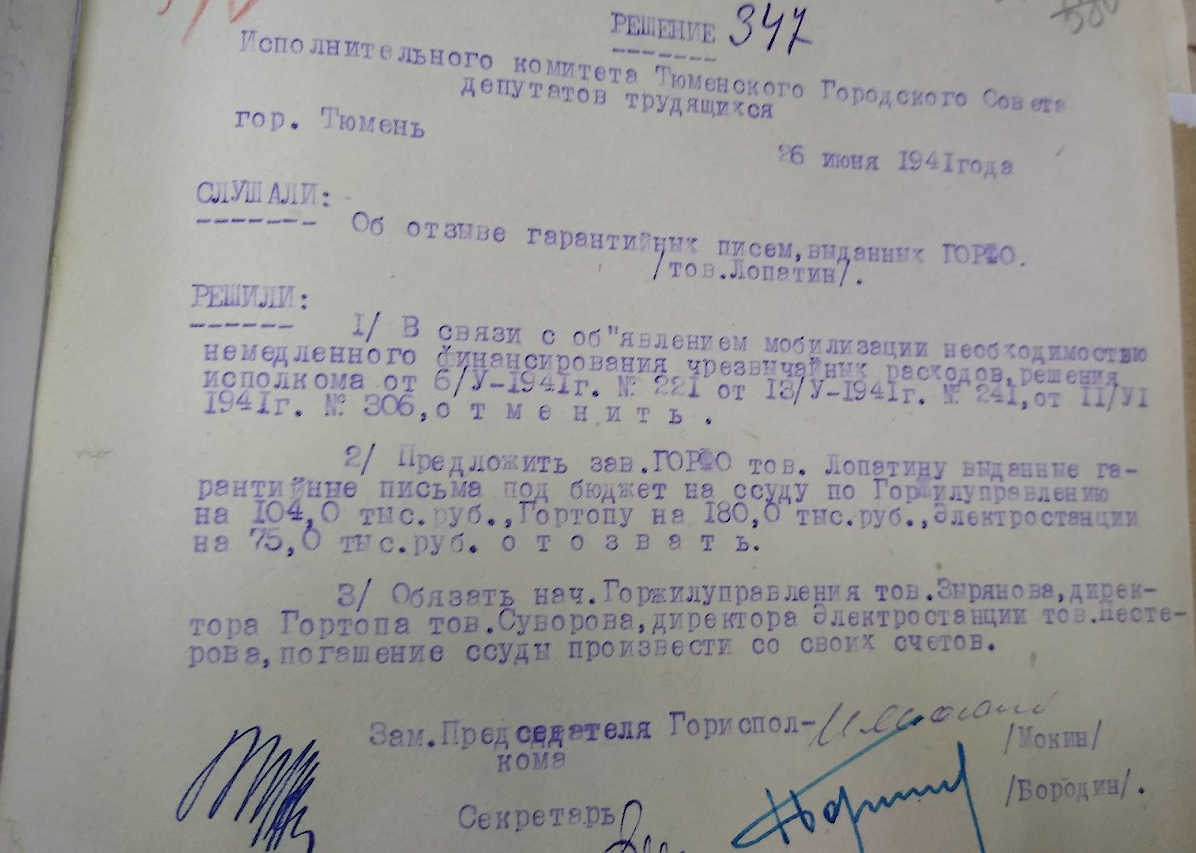 РЕШЕНИЕ 347
Исполнительного комитета Тюменского Городского Совета
депутатов трудящихся
гор. Тюмень
26 июня 1941года
СЛУШАЛИ:
Об отзыве гарантийных писем,выданных ГОРФО.
/тов.Лопатин/.
РЕШИЛИ:
1/ В связи с об"явлением мобилизации необходимостью
немедленного финансирования чрезвычайных расходов,решения
исполкома от 6/У-1941г. № 221 от 13/У-1941г. № 241,от 11/У1
1941г. № 306,о т м е н и т ь .
2/ Предложить зав.ГОРФО тов. Лопатину выданные га-
рантийные письма под бюджет на ссуду по Горжилуправлению
на 104,0 тыс.руб.,Гортопу на 180,0 тыс.руб.,Электростанции
на 75,0 тыс.руб. о т о з в а т ь.
3/ Обязать нач.Горжилуправления тов.Зырянова,дирек-
тора Гортопа тов.Суворова,директора Электростанции тов.Несте-
рова,погашение ссуды произвести со своих счетов.
Зам.Председателя Гориспол-
кома
/Мокин/
Секретарь
/Бородин/.